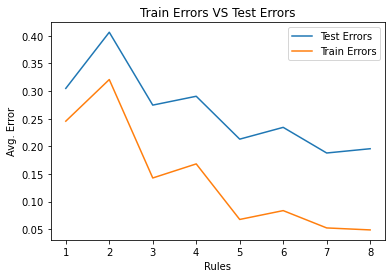 Train Errors VS Test Errors
Test Errors
Train Errors
Avg. Error
0.40
0.35
0.30
0.25
0.20
0.15
0.10
0.05
1 2 3 4 5 6 7 8
Rules